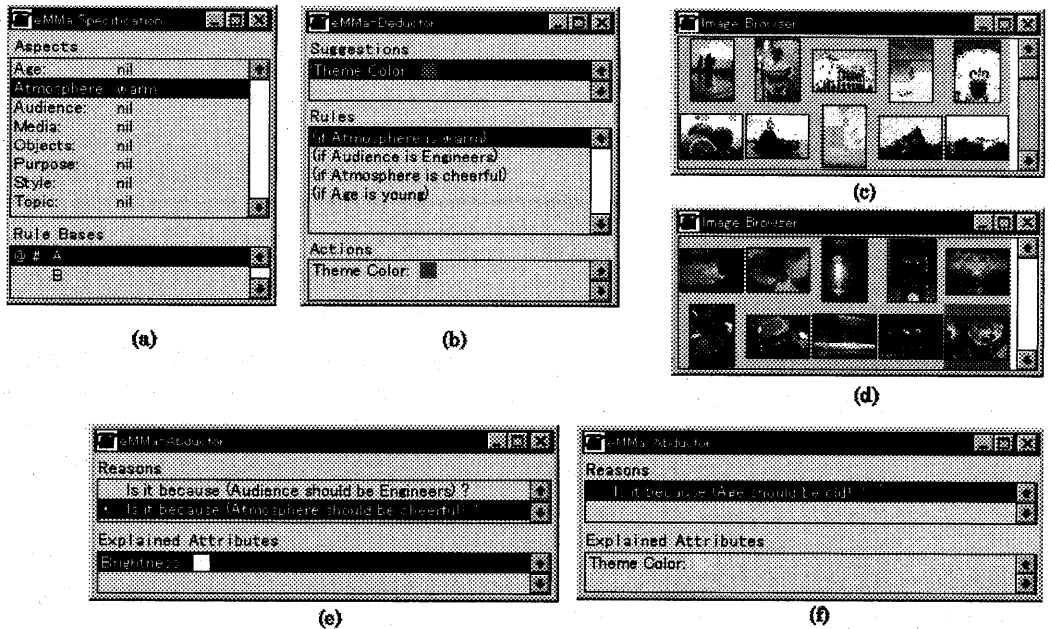 eMMa Specification
Aspects
Age: nil
Atmosphere: warm
Audience: nil
Media: nil
Objects: nil
Purpose: nil
Style: nil
Topic: nil
Rule Bases
@ # A
B
(a)
eMMa-Deductor
Suggestions
Theme Color:
Rules
(if Atmosphere is warm)
(if Audience is Engineers)
(if Atmosphere is cheerful)
(if Age is young)
Actions
Theme Color:
(b)
Image Browser
(c)
Image Browser
(d)
eMMa-Abductor
Reasons
Is it because (Audience should be Engineers) ?
Is it because (Atmosphere should be cheerful) ?
Explained Attributes
Brightness:
(e)
eMMa-Abductor
Reasons
Is it because (Age should be old) ?
Explained Attributes
Theme Color:
(f)